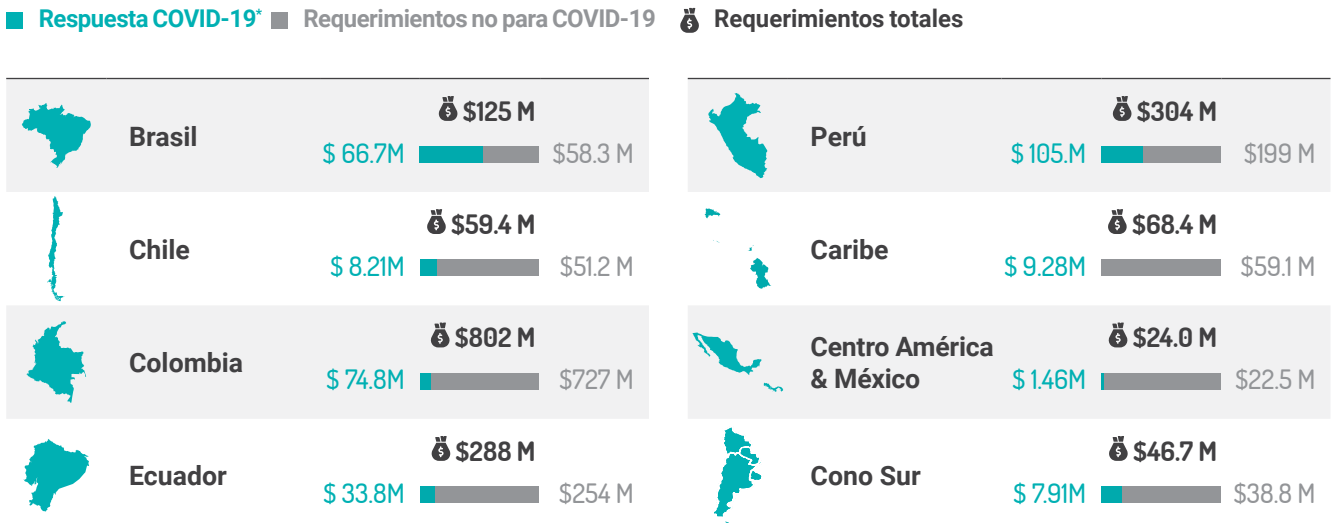 Respuesta COVID-19* Requerimientos no para COVID-19 Requerimientos totales
Brasil
$125 M
$ 66.7M $58.3 M
Chile
$59.4 M
$ 8.21M $51.2 M
Colombia
$802 M
$ 74.8M $727 M
Ecuador
$288 M
$ 33.8M $254 M
Perú
$304 M
$ 105.M $199 M
Caribe
$68.4 M
$ 9.28M $59.1 M
Centro América
& México
$24.0 M
$ 1.46M $22.5 M
Cono Sur
$46.7 M
$ 7.91M $38.8 M